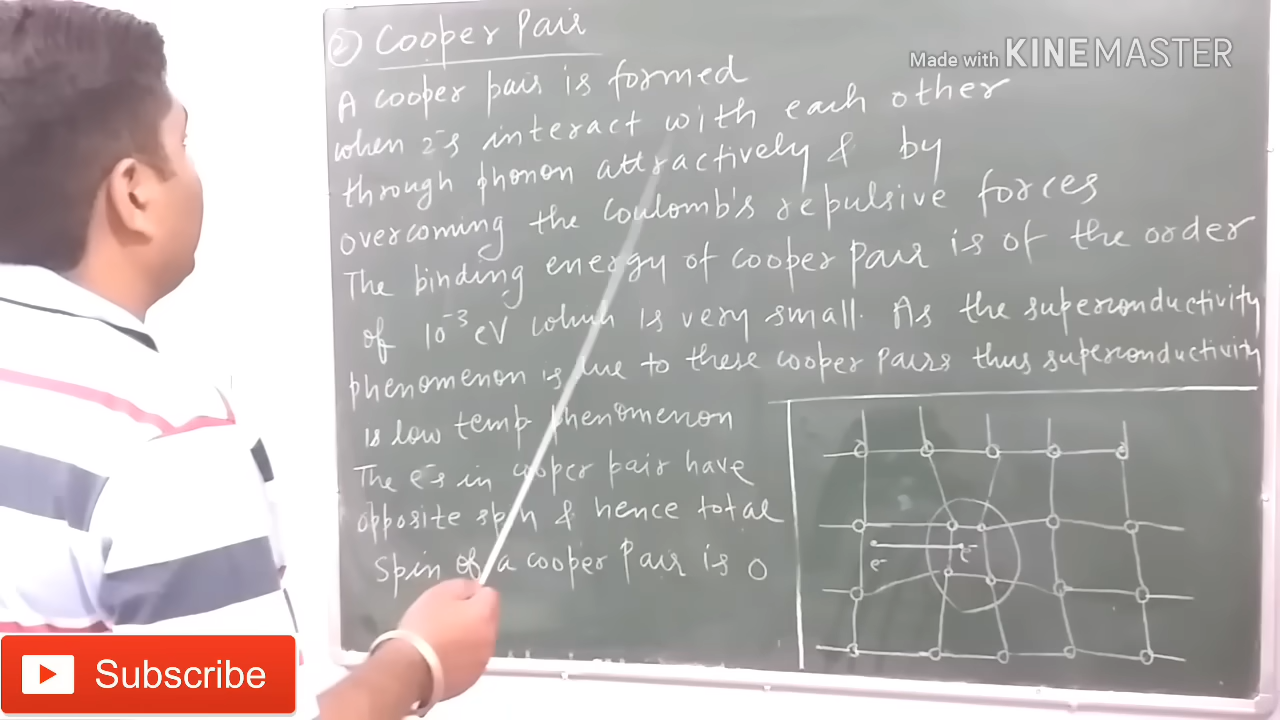 ② Cooper Pair
A cooper pair is formed
when 2e⁻s interact with each other
through phonon attractively & by
overcoming the Coulomb's repulsive forces
The binding energy of cooper pair is of the order
of 10⁻³ eV which is very small. As the superconductivity
phenomenon is due to these cooper pairs thus superconductivity
is low temp phenomenon
The e⁻s in cooper pair have
opposite spin & hence total
spin of a cooper Pair is 0
e⁻
e⁻
Made with KINEMASTER
Subscribe